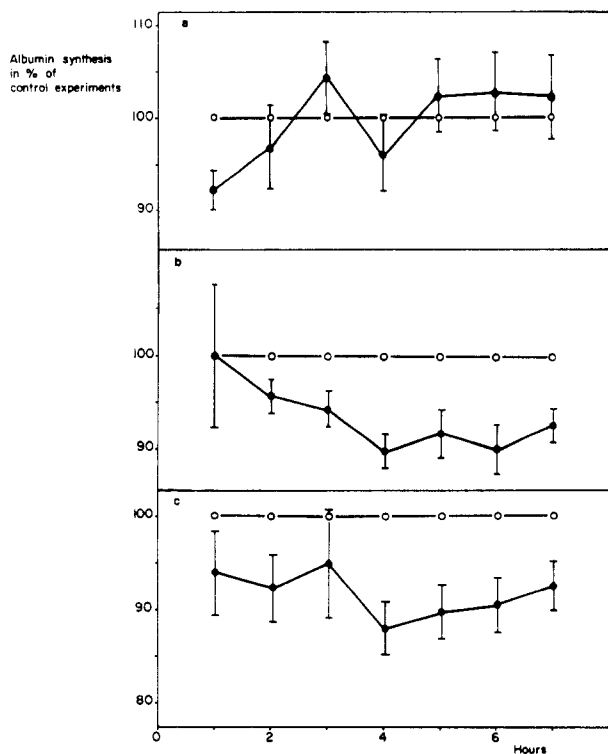 Albumin synthesis
in % of
control experiments
a
110
100
90
b
100
90
c
100
90
80
0 2 4 6
Hours